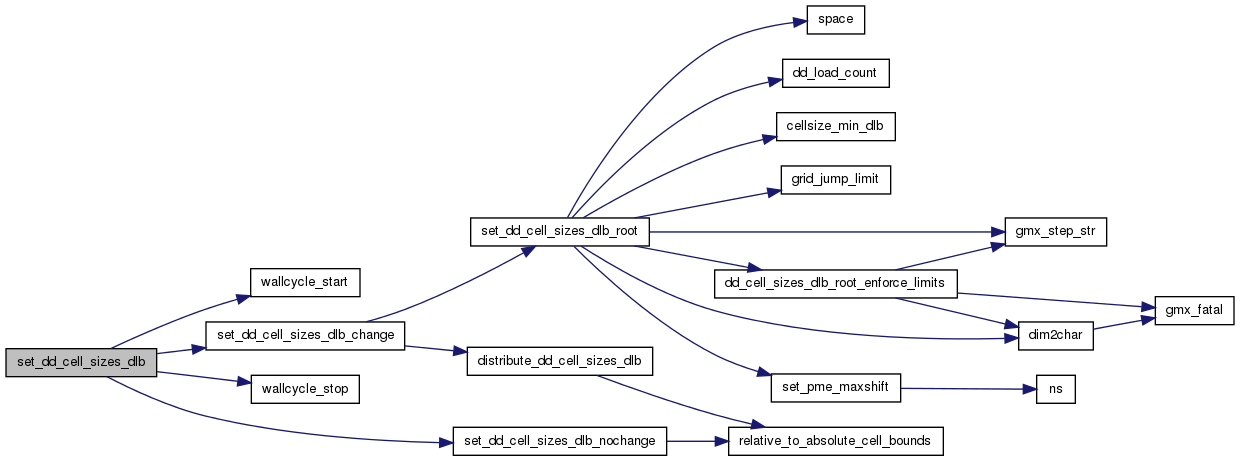 space
dd_load_count
cellsize_min_dlb
grid_jump_limit
set_dd_cell_sizes_dlb_root
gmx_step_str
wallcycle_start
dd_cell_sizes_dlb_root_enforce_limits
gmx_fatal
set_dd_cell_sizes_dlb_change
dim2char
set_dd_cell_sizes_dlb
distribute_dd_cell_sizes_dlb
wallcycle_stop
set_pme_maxshift
ns
set_dd_cell_sizes_dlb_nochange
relative_to_absolute_cell_bounds